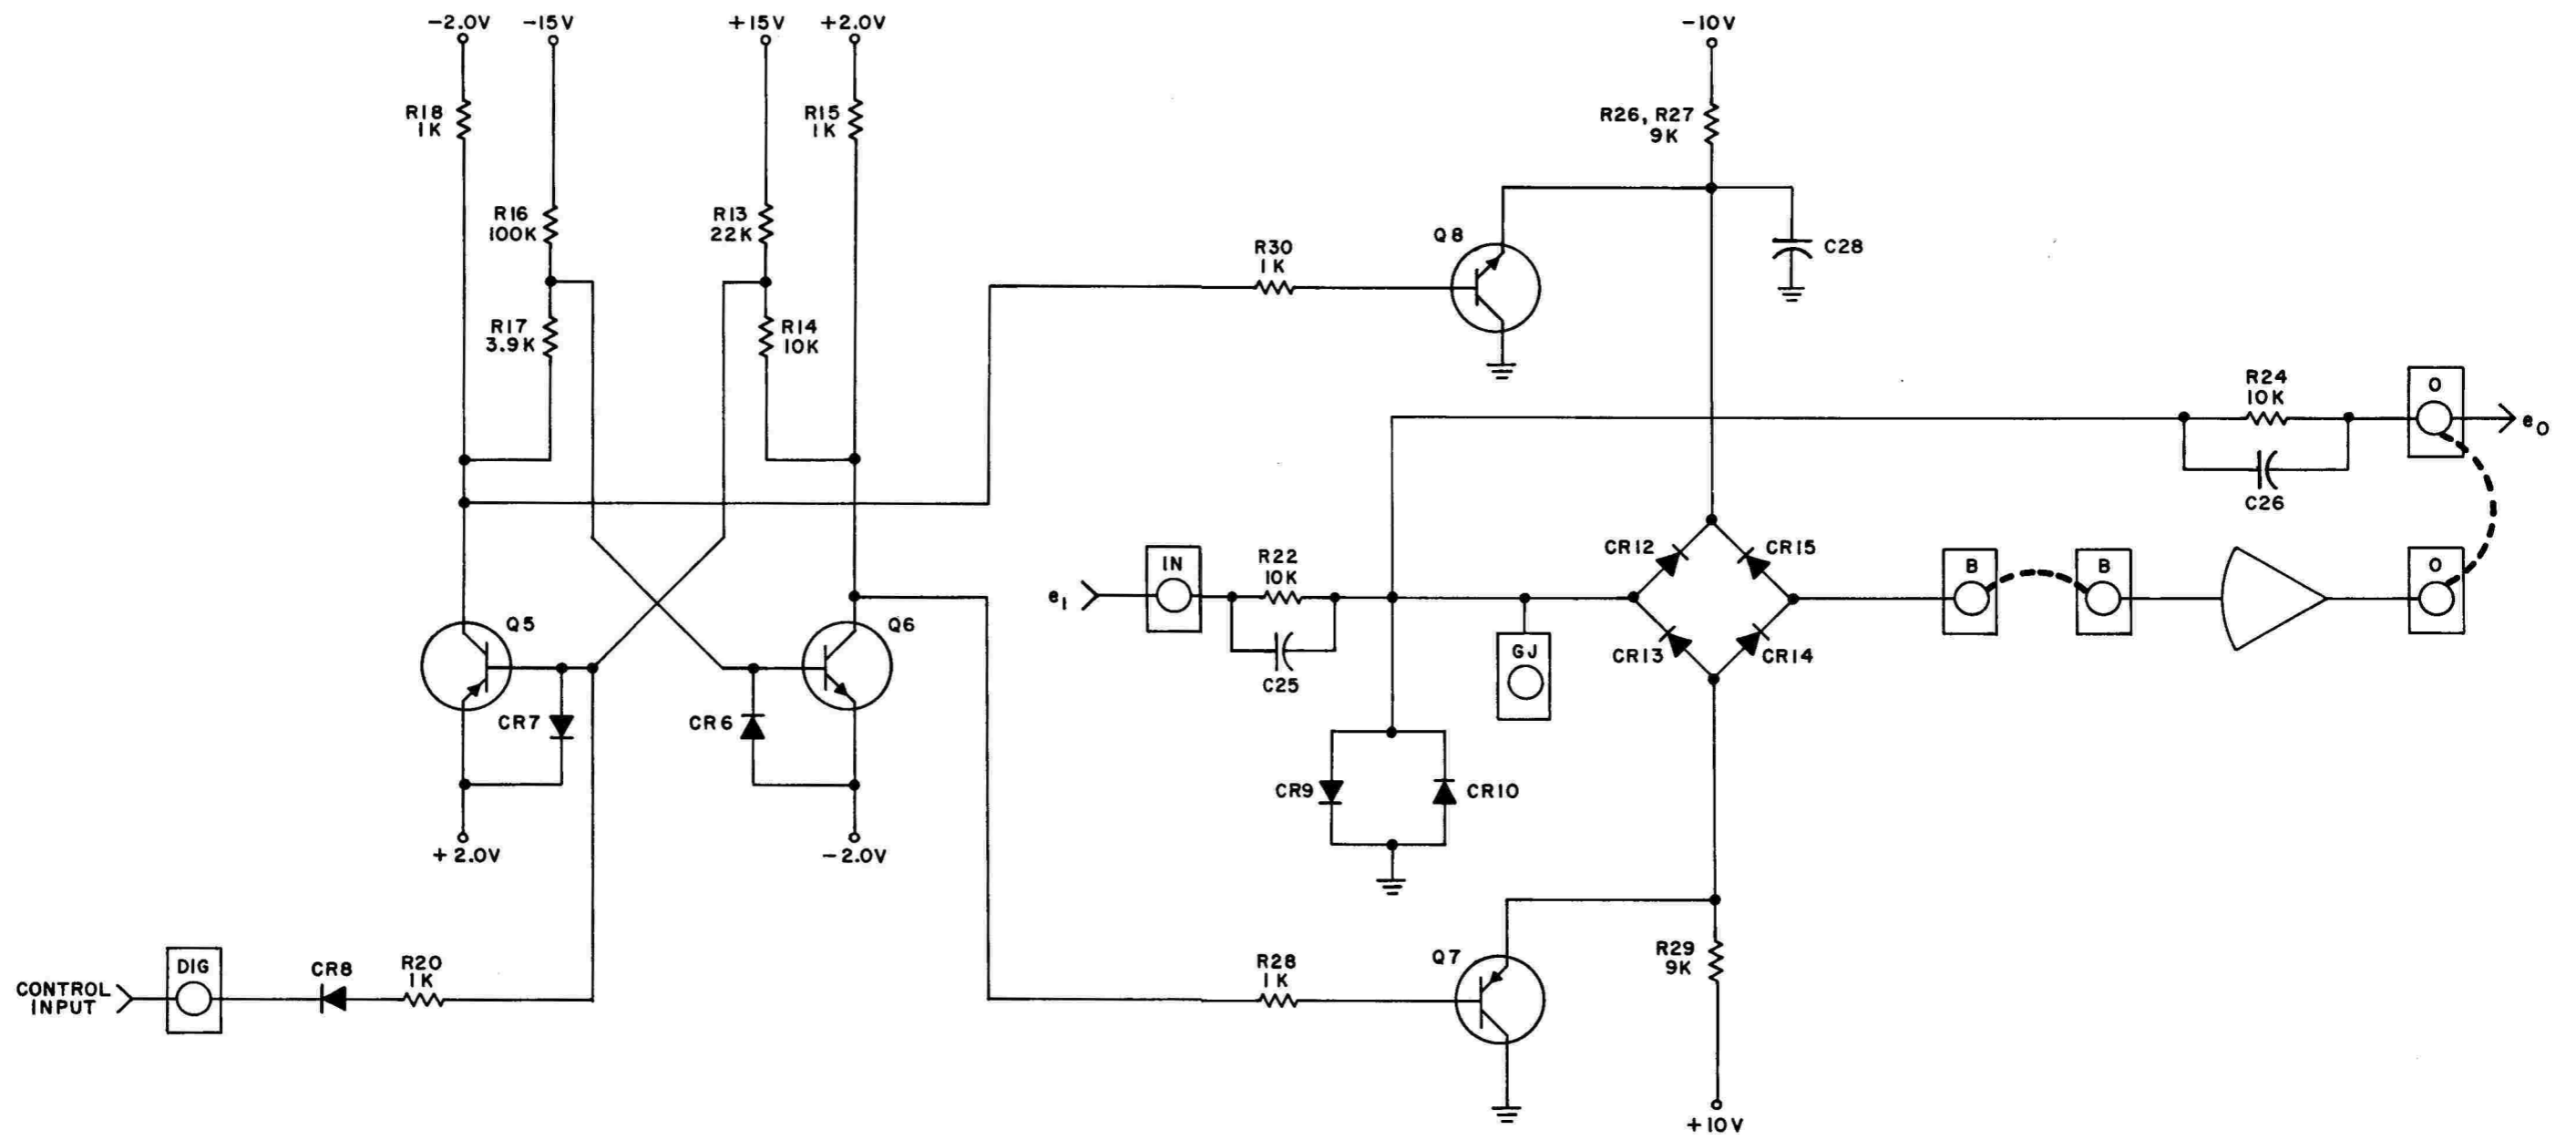 -2.0V
-15V
+15V
+2.0V
-10V
R18
1K
R15
1K
R26, R27
9K
R16
100K
R13
22K
Q8
C28
R30
1K
R17
3.9K
R14
10K
R24
10K
O
e0
C26
CR12
CR15
IN
R22
10K
B
B
O
e1
Q5
Q6
GJ
CR13
CR14
C25
CR7
CR6
CR9
CR10
+2.0V
-2.0V
CONTROL
INPUT
DIG
CR8
R20
1K
R28
1K
Q7
R29
9K
+10V